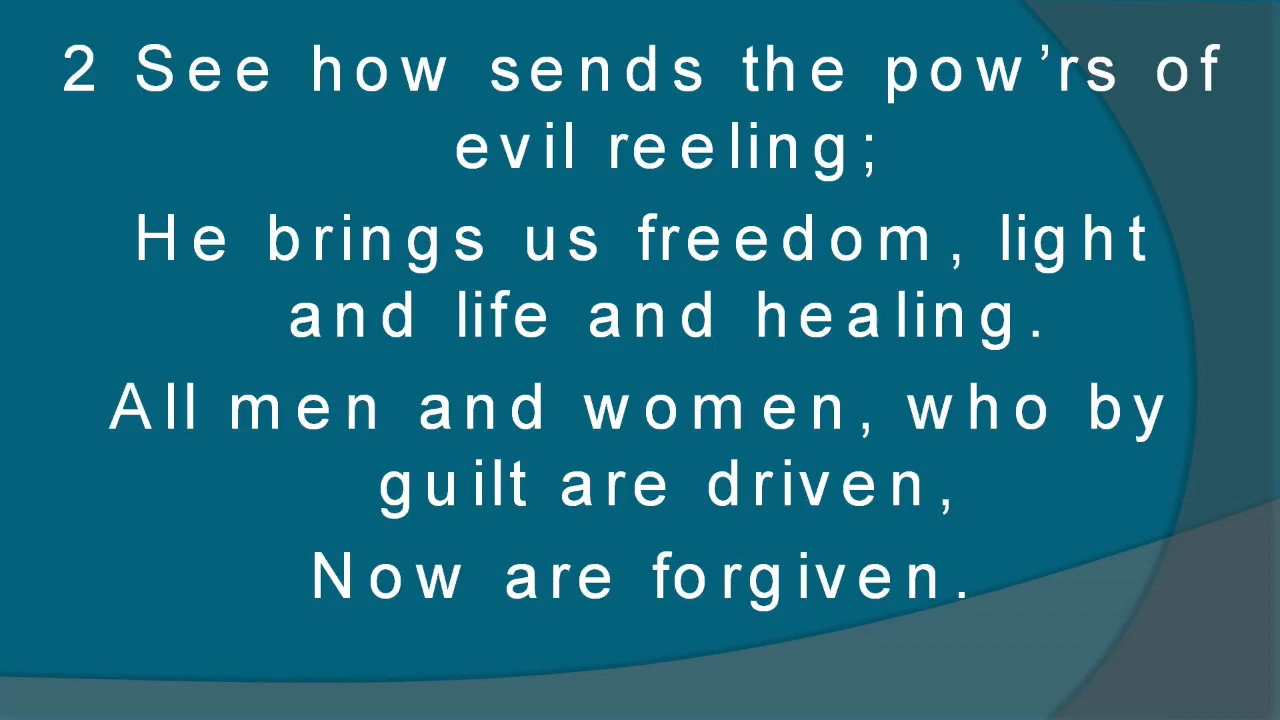 2 See how sends the pow’rs of
evil reeling;
He brings us freedom, light
and life and healing.
All men and women, who by
guilt are driven,
Now are forgiven.